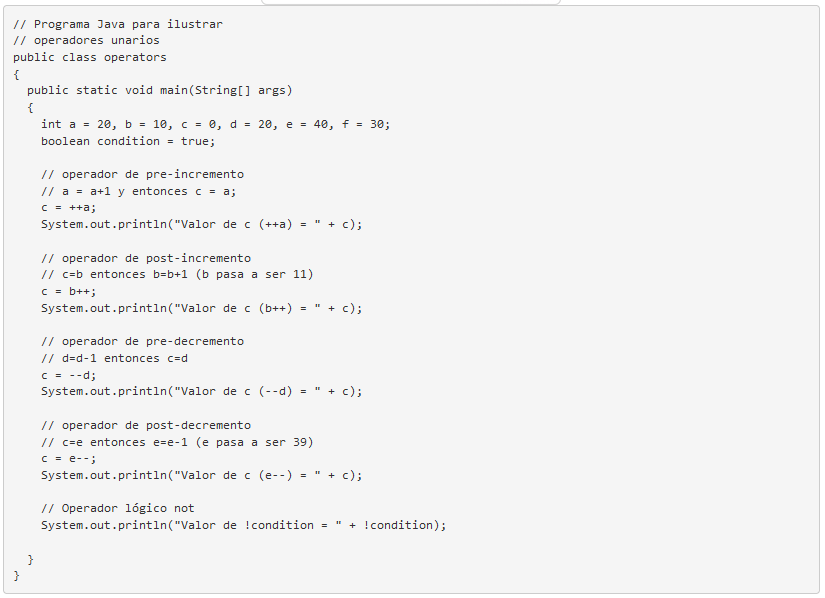 // Programa Java para ilustrar
// operadores unarios
public class operators
{
  public static void main(String[] args)
  {
    int a = 20, b = 10, c = 0, d = 20, e = 40, f = 30;
    boolean condition = true;

    // operador de pre-incremento
    // a = a+1 y entonces c = a;
    c = ++a;
    System.out.println("Valor de c (++a) = " + c);

    // operador de post-incremento
    // c=b entonces b=b+1 (b pasa a ser 11)
    c = b++;
    System.out.println("Valor de c (b++) = " + c);

    // operador de pre-decremento
    // d=d-1 entonces c=d
    c = --d;
    System.out.println("Valor de c (--d) = " + c);

    // operador de post-decremento
    // c=e entonces e=e-1 (e pasa a ser 39)
    c = e--;
    System.out.println("Valor de c (e--) = " + c);

    // Operador lógico not
    System.out.println("Valor de !condition = " + !condition);

  }
}